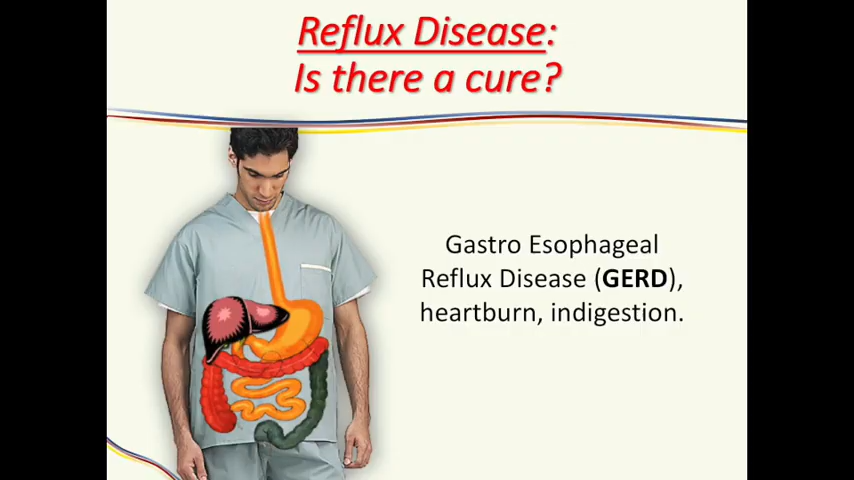 Reflux Disease:
Is there a cure?
Gastro Esophageal
Reflux Disease (GERD),
heartburn, indigestion.